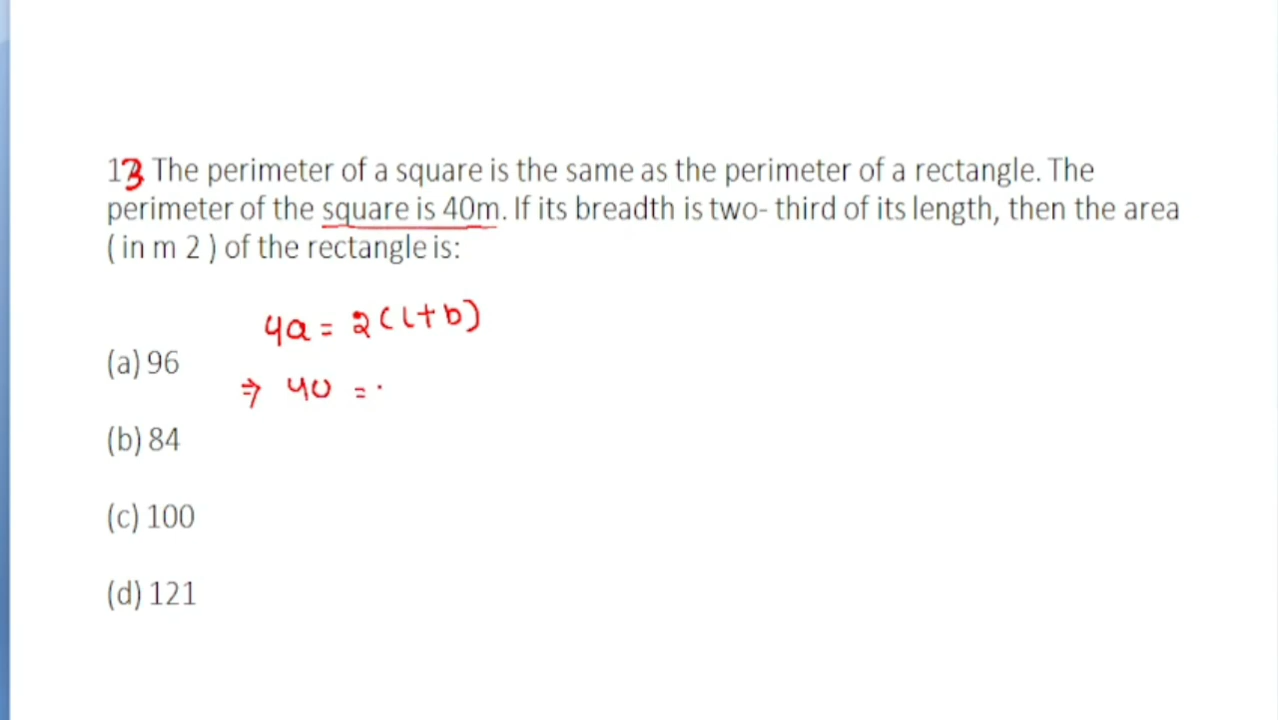 13 The perimeter of a square is the same as the perimeter of a rectangle. The
perimeter of the square is 40m. If its breadth is two- third of its length, then the area
( in m 2 ) of the rectangle is:
4a = 2(l+b)
(a) 96
⇒ 40 =
(b) 84
(c) 100
(d) 121